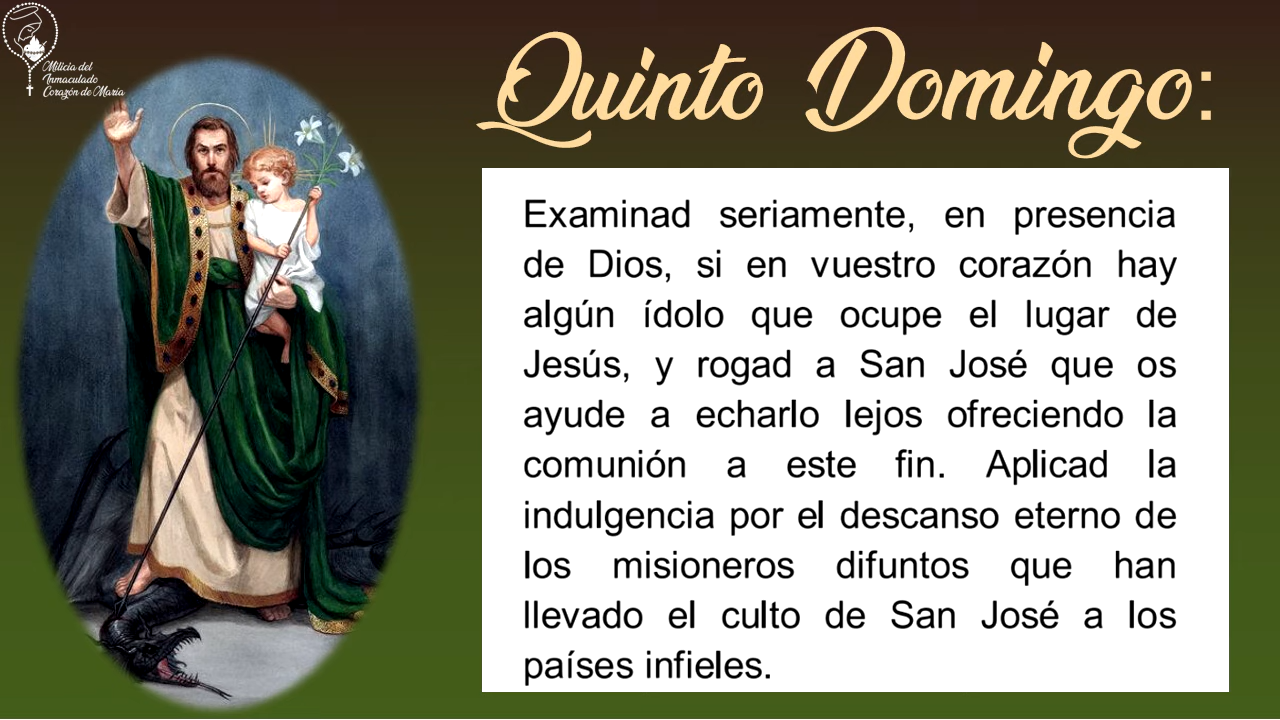 Milicia del
Inmaculado
Corazón de María
Quinto Domingo:
Examinad seriamente, en presencia
de Dios, si en vuestro corazón hay
algún ídolo que ocupe el lugar de
Jesús, y rogad a San José que os
ayude a echarlo lejos ofreciendo la
comunión a este fin. Aplicad la
indulgencia por el descanso eterno de
los misioneros difuntos que han
llevado el culto de San José a los
países infieles.